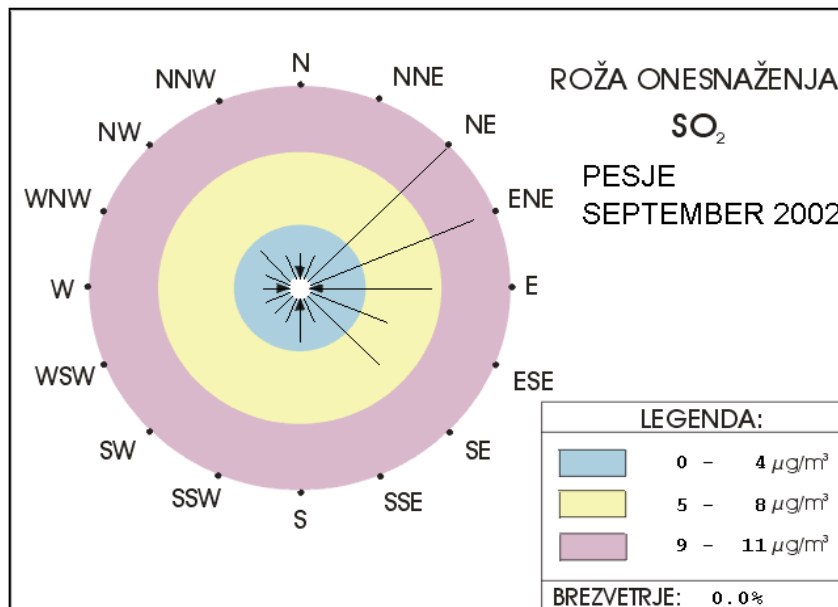 ROŽA ONESNAŽENJA
SO₂
PESJE
SEPTEMBER 2002
N
NNE
NE
ENE
E
ESE
SE
SSE
S
SSW
SW
WSW
W
WNW
NW
NNW
LEGENDA:
0 - 4 µg/m³
5 - 8 µg/m³
9 - 11 µg/m³
BREZVETRJE: 0.0%